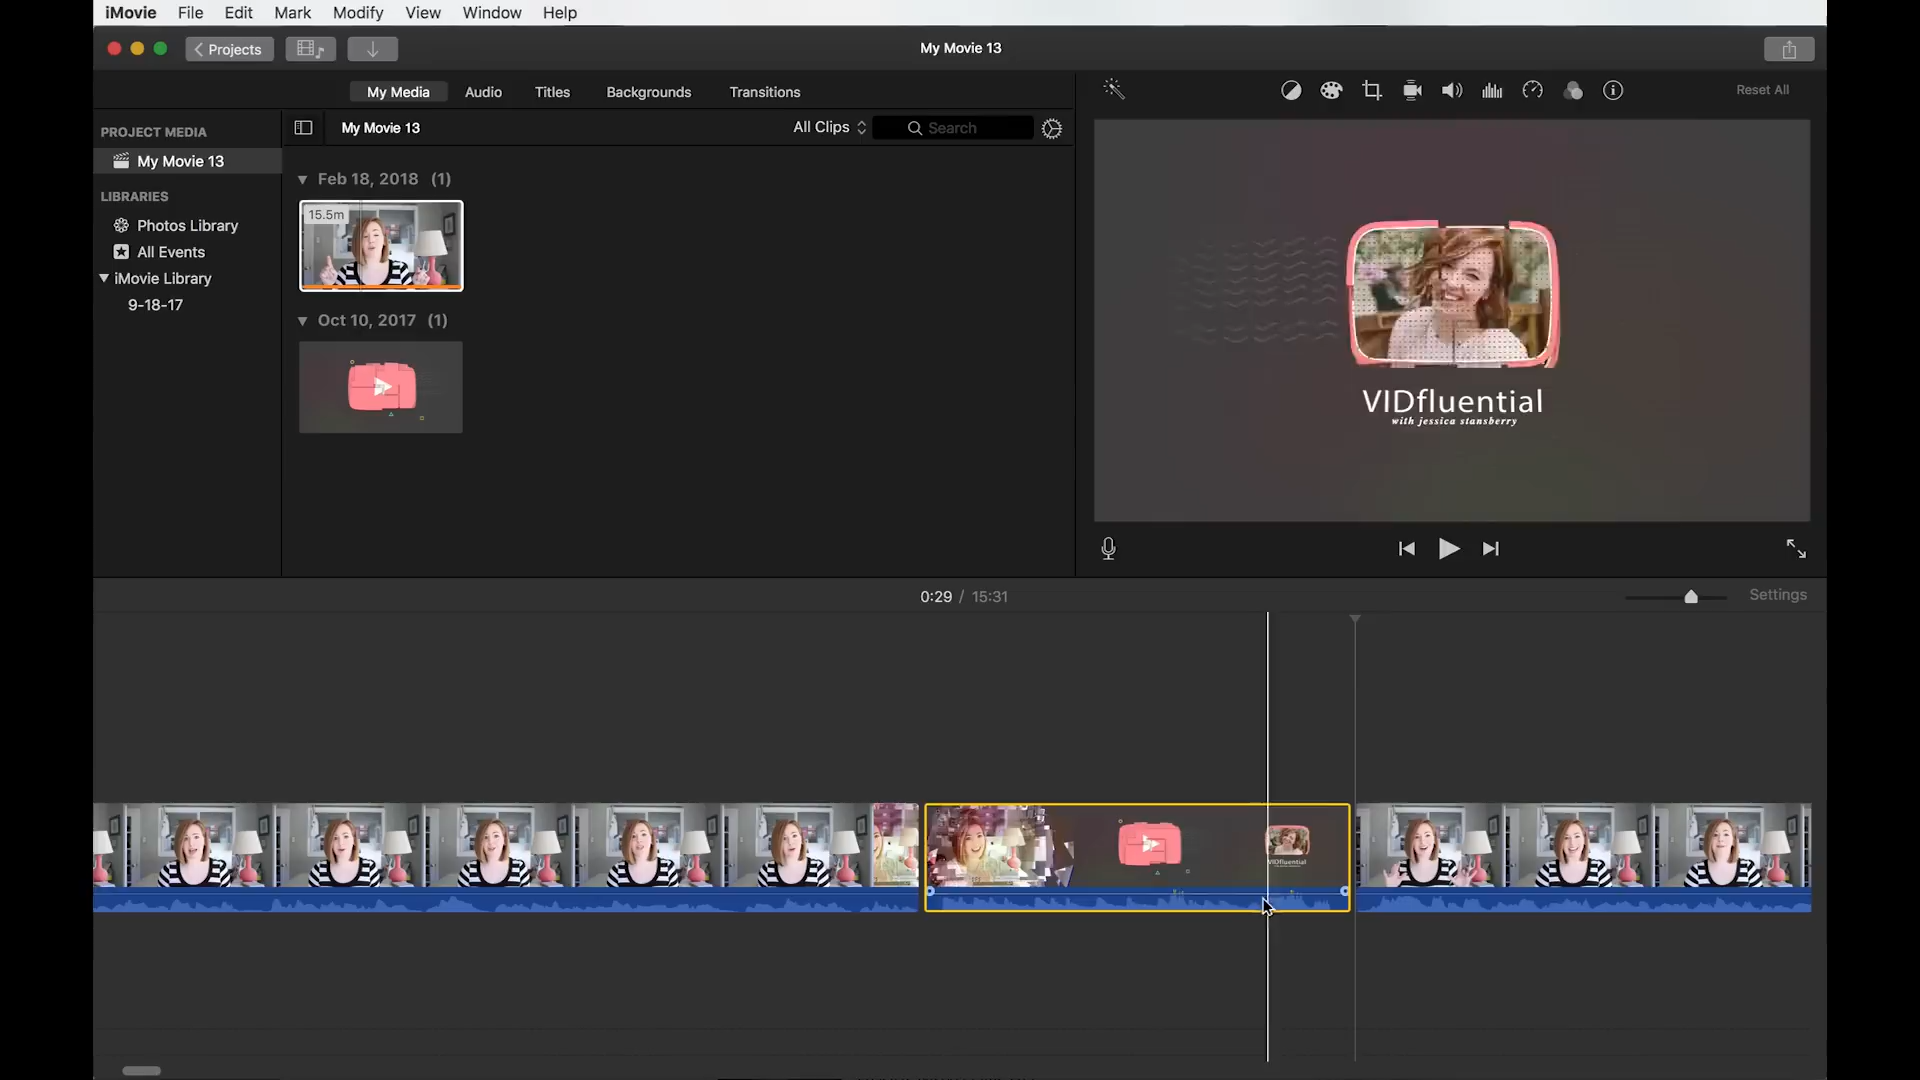 iMovie File Edit Mark Modify View Window Help
Projects
My Movie 13
My Media Audio Titles Backgrounds Transitions
Reset All
PROJECT MEDIA
My Movie 13
LIBRARIES
Photos Library
All Events
iMovie Library
9-18-17
My Movie 13
All Clips
Search
Feb 18, 2018 (1)
15.5m
Oct 10, 2017 (1)
VIDfluential
with jessica stansberry
0:29 / 15:31
Settings
VIDfluential